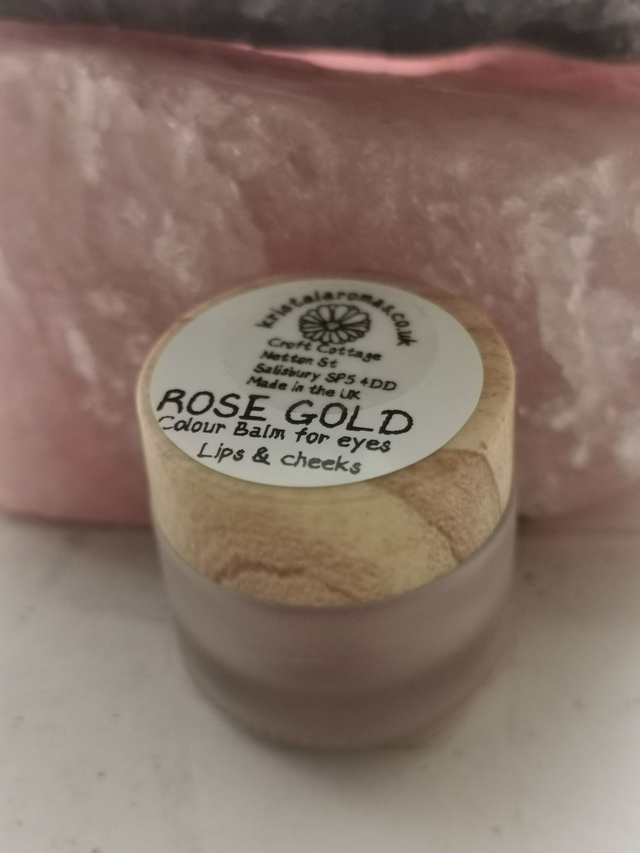 kristalaromas.co.uk
Croft Cottage
Netton St
Salisbury SP5 4DD
Made in the UK
ROSE GOLD
Colour Balm for eyes
Lips & cheeks